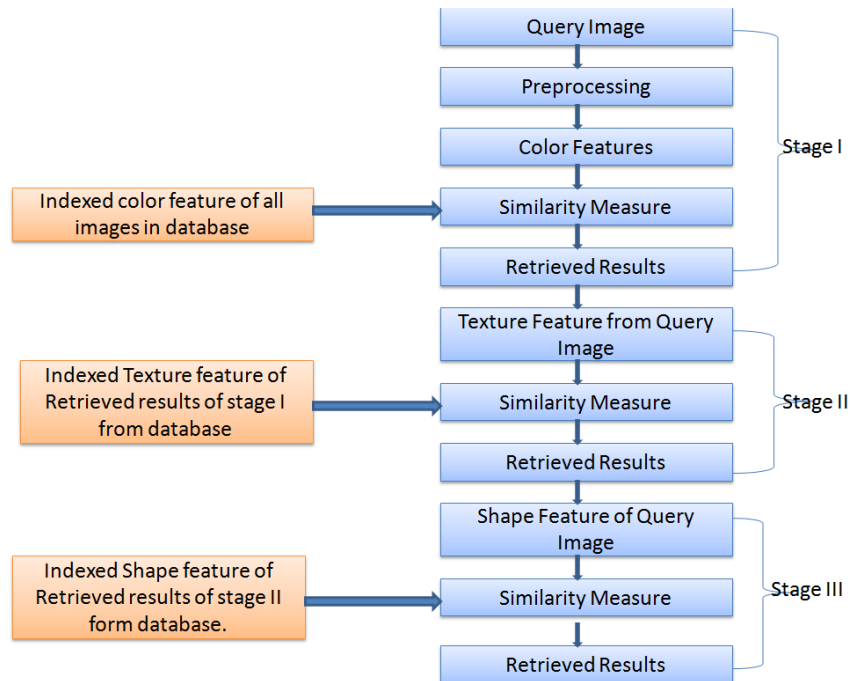 Query Image
Preprocessing
Stage I
Color Features
Indexed color feature of all
images in database
Similarity Measure
Retrieved Results
Texture Feature from Query
Image
Indexed Texture feature of
Retrieved results of stage I
from database
Similarity Measure
Stage II
Retrieved Results
Shape Feature of Query
Image
Indexed Shape feature of
Retrieved results of stage II
form database.
Similarity Measure
Stage III
Retrieved Results